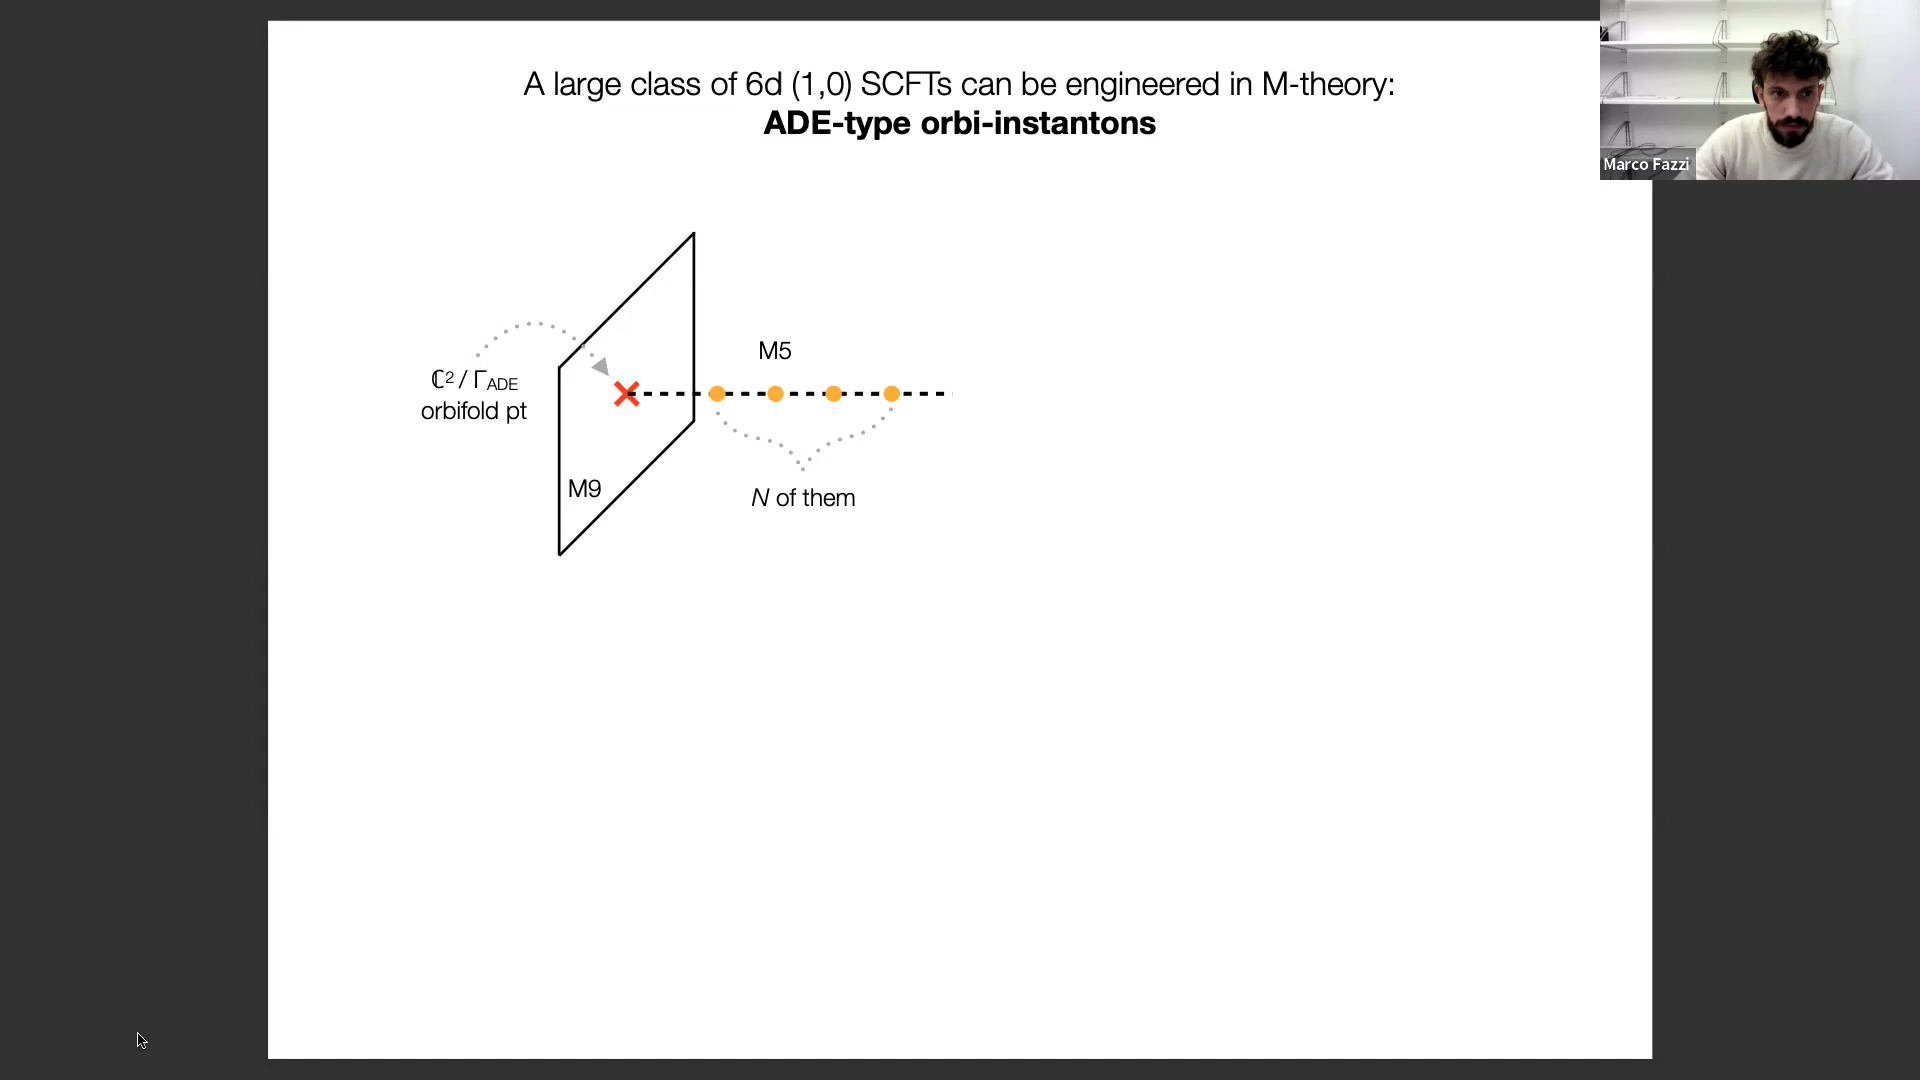 A large class of 6d (1,0) SCFTs can be engineered in M-theory:
ADE-type orbi-instantons
Marco Fazzi
M5
ℂ² / Γ_ADE
orbifold pt
M9
N of them